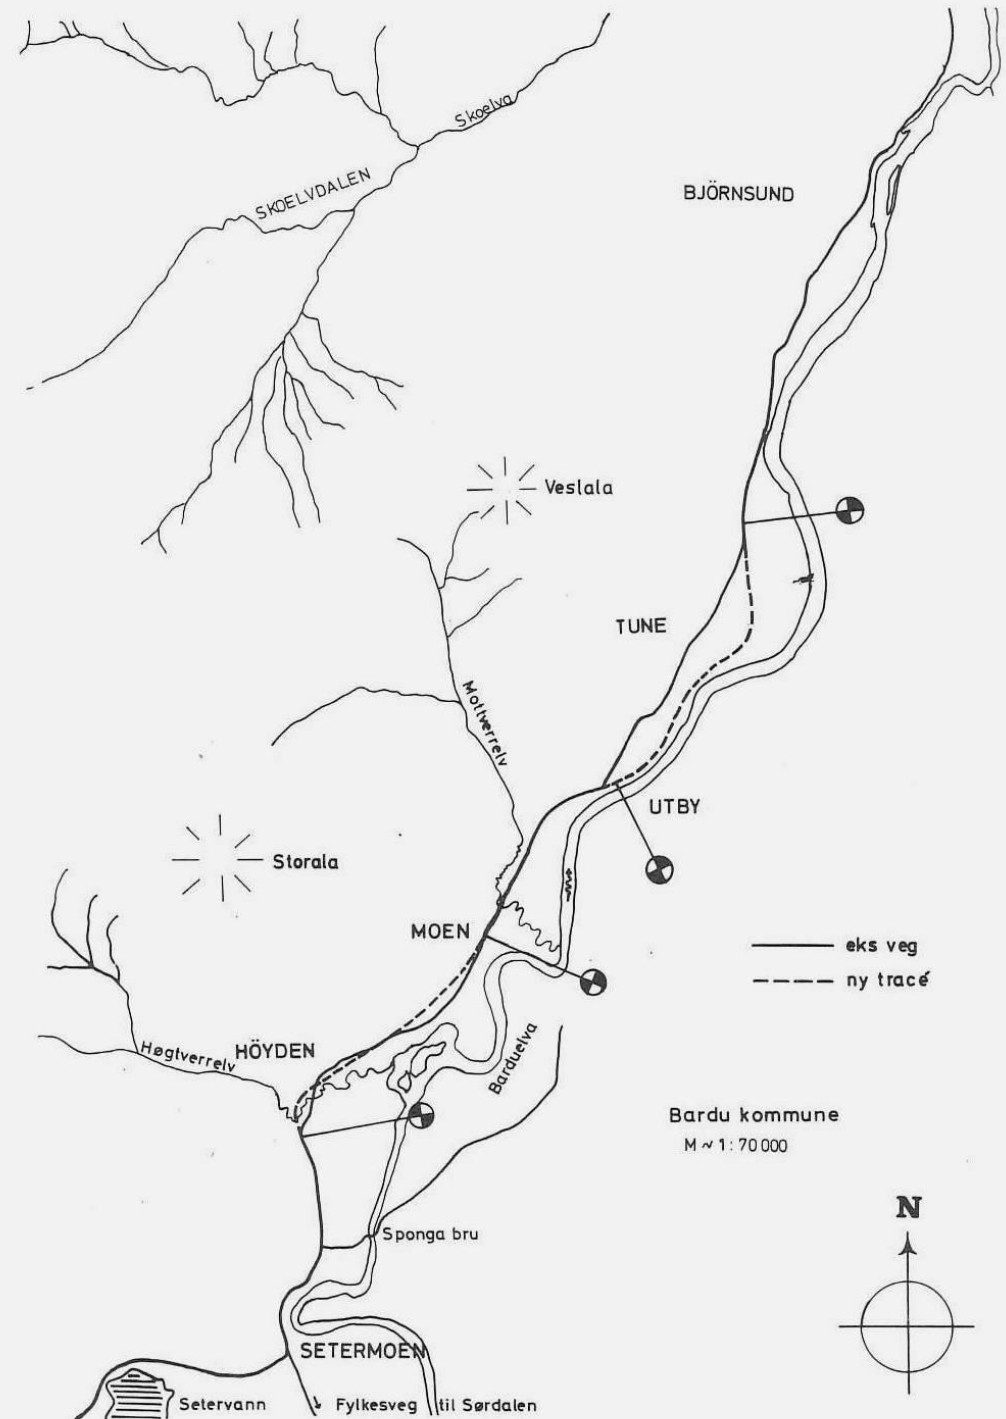 Skoelva
SKOELVDALEN
BJÖRNSUND
Veslala
TUNE
Mottverrelv
UTBY
Storala
MOEN
eks veg
ny tracé
Høgtverrelv
HÖYDEN
Barduelva
Bardu kommune
M ~ 1:70 000
N
Sponga bru
SETERMOEN
Setervann
Fylkesveg til Sørdalen